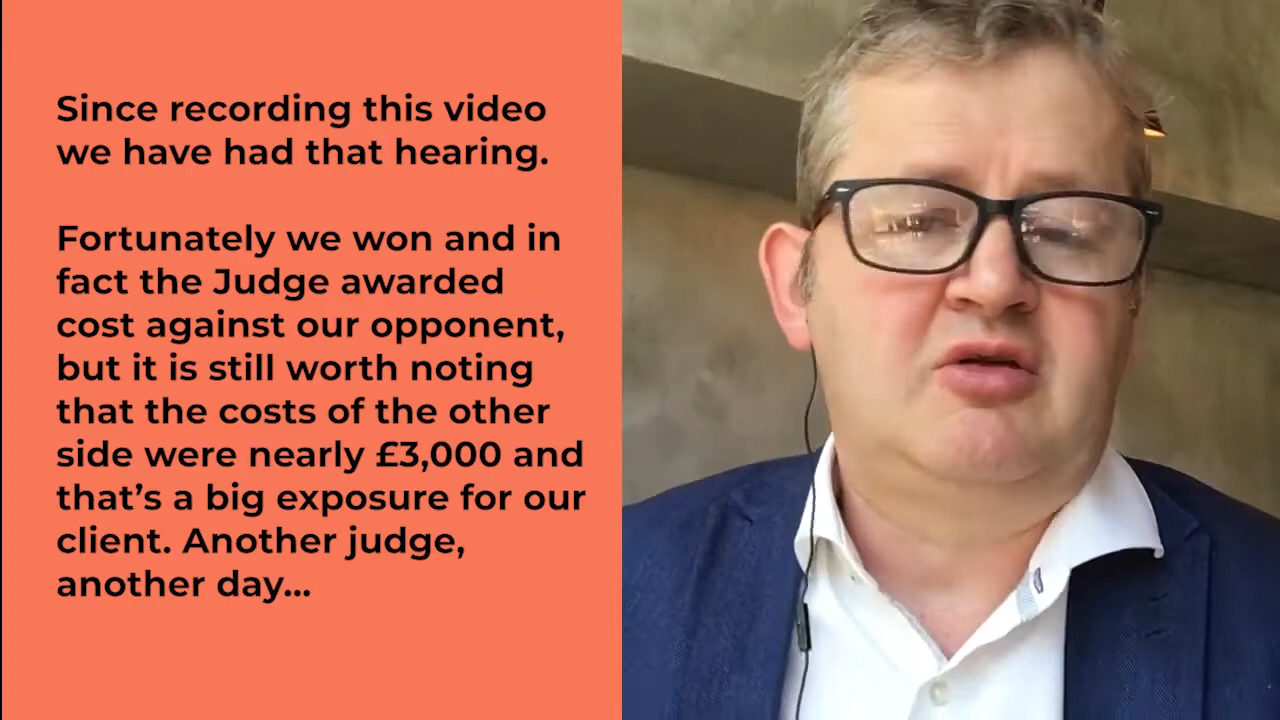 Since recording this video
we have had that hearing.
Fortunately we won and in
fact the Judge awarded
cost against our opponent,
but it is still worth noting
that the costs of the other
side were nearly £3,000 and
that’s a big exposure for our
client. Another judge,
another day...